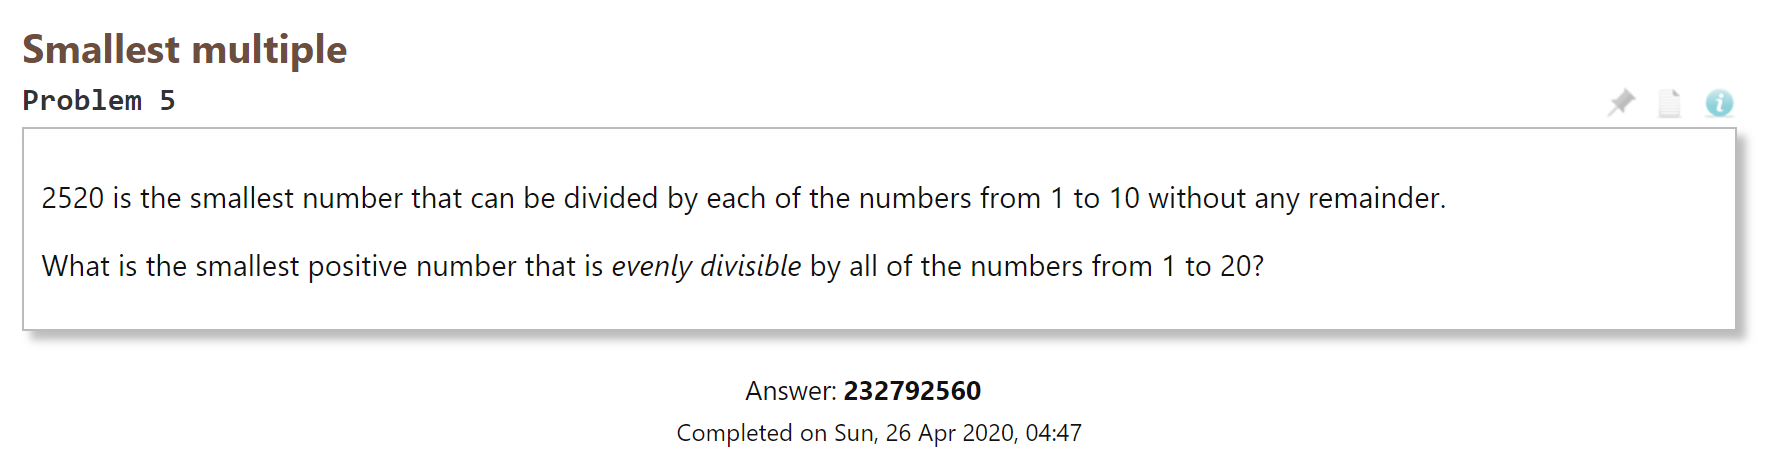 Smallest multiple
Problem 5
2520 is the smallest number that can be divided by each of the numbers from 1 to 10 without any remainder.
What is the smallest positive number that is evenly divisible by all of the numbers from 1 to 20?
Answer: 232792560
Completed on Sun, 26 Apr 2020, 04:47